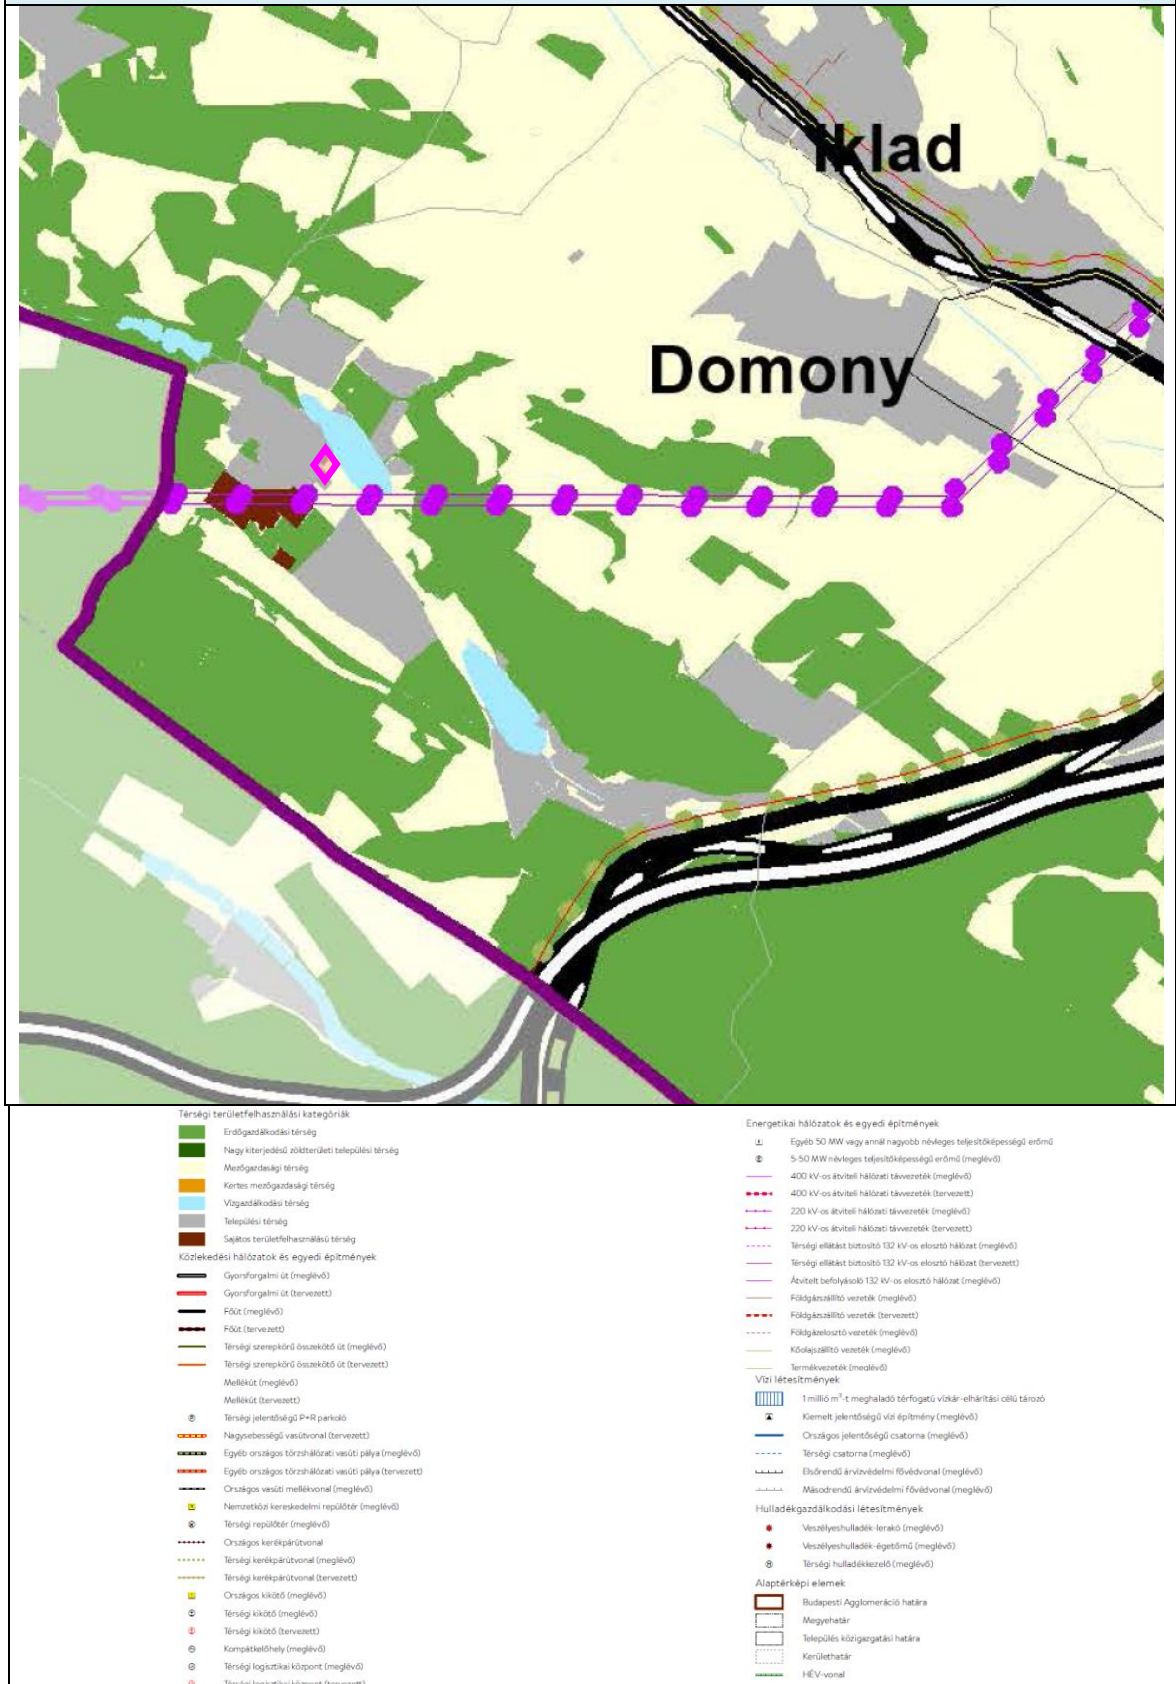 Iklad
Domony
Térségi területfelhasználási kategóriák
Erdőgazdálkodási térség
Nagy kiterjedésű zöldterületi települési térség
Mezőgazdasági térség
Kertes mezőgazdasági térség
Vízgazdálkodási térség
Települési térség
Sajátos területfelhasználású térség
Közlekedési hálózatok és egyedi építmények
Gyorsforgalmi út (meglévő)
Gyorsforgalmi út (tervezett)
Főút (meglévő)
Főút (tervezett)
Térségi szerepkörű összekötő út (meglévő)
Térségi szerepkörű összekötő út (tervezett)
Mellékút (meglévő)
Mellékút (tervezett)
Térségi jelentőségű P+R parkoló
Nagysebességű vasútvonal (tervezett)
Egyéb országos törzshálózati vasúti pálya (meglévő)
Egyéb országos törzshálózati vasúti pálya (tervezett)
Országos vasúti mellékvonal (meglévő)
Nemzetközi kereskedelmi repülőtér (meglévő)
Térségi repülőtér (meglévő)
Országos kerékpárútvonal
Térségi kerékpárútvonal (meglévő)
Térségi kerékpárútvonal (tervezett)
Országos kikötő (meglévő)
Térségi kikötő (meglévő)
Térségi kikötő (tervezett)
Kompátkelőhely (meglévő)
Térségi logisztikai központ (meglévő)
Térségi logisztikai központ (tervezett)
Energetikai hálózatok és egyedi építmények
Egyéb 50 MW vagy annál nagyobb névleges teljesítőképességű erőmű
5-50 MW névleges teljesítőképességű erőmű (meglévő)
400 kV-os átviteli hálózati távvezeték (meglévő)
400 kV-os átviteli hálózati távvezeték (tervezett)
220 kV-os átviteli hálózati távvezeték (meglévő)
220 kV-os átviteli hálózati távvezeték (tervezett)
Térségi ellátást biztosító 132 kV-os elosztó hálózat (meglévő)
Térségi ellátást biztosító 132 kV-os elosztó hálózat (tervezett)
Átvitelt befolyásoló 132 kV-os elosztó hálózat (meglévő)
Földgázszállító vezeték (meglévő)
Földgázszállító vezeték (tervezett)
Földgázelosztó vezeték (meglévő)
Kőolajszállító vezeték (meglévő)
Termékvezeték (meglévő)
Vízi létesítmények
1 millió m³-t meghaladó térfogatú vízkár-elhárítási célú tározó
Kiemelt jelentőségű vízi építmény (meglévő)
Országos jelentőségű csatorna (meglévő)
Térségi csatorna (meglévő)
Elsőrendű árvízvédelmi fővédvonal (meglévő)
Másodrendű árvízvédelmi fővédvonal (meglévő)
Hulladékgazdálkodási létesítmények
Veszélyeshulladék-lerakó (meglévő)
Veszélyeshulladék-égetőmű (meglévő)
Térségi hulladékkezelő (meglévő)
Alaptérképi elemek
Budapesti Agglomeráció határa
Megyehatár
Település közigazgatási határa
Kerülethatár
HÉV-vonal